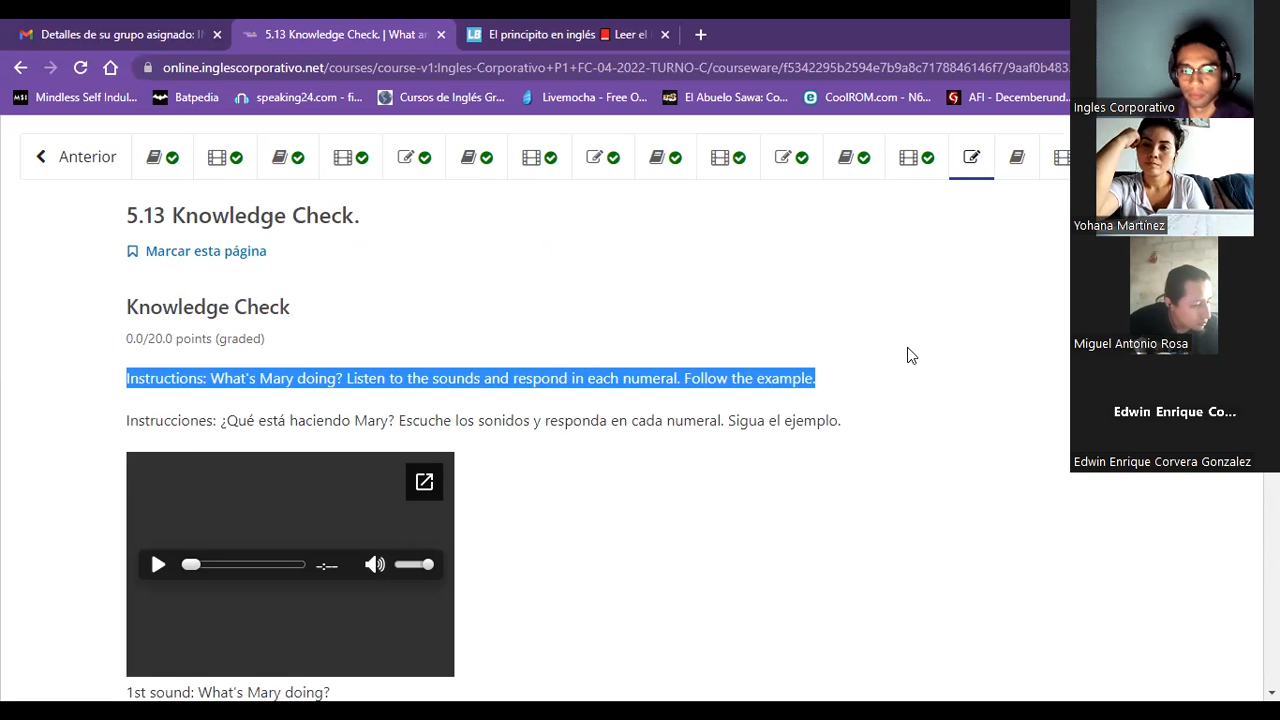 Detalles de su grupo asignado: I
5.13 Knowledge Check. | What a
El principito en inglés 📕 Leer el
online.inglescorporativo.net/courses/course-v1:Ingles-Corporativo+P1+FC-04-2022-TURNO-C/courseware/f5342295b2594e7b9a8c7178846146f7/9aaf0b483
Mindless Self Indul...
Batpedia
speaking24.com - fi...
Cursos de Inglés Gr...
Livemocha - Free O...
El Abuelo Sawa: Co...
CoolROM.com - N6...
AFI - Decemberund
Anterior
5.13 Knowledge Check.
Marcar esta página
Knowledge Check
0.0/20.0 points (graded)
Instructions: What's Mary doing? Listen to the sounds and respond in each numeral. Follow the example.
Instrucciones: ¿Qué está haciendo Mary? Escuche los sonidos y responda en cada numeral. Siga el ejemplo.
-:--
1st sound: What's Mary doing?
Ingles Corporativo
Yohana Martínez
Miguel Antonio Rosa
Edwin Enrique Co...
Edwin Enrique Corvera Gonzalez